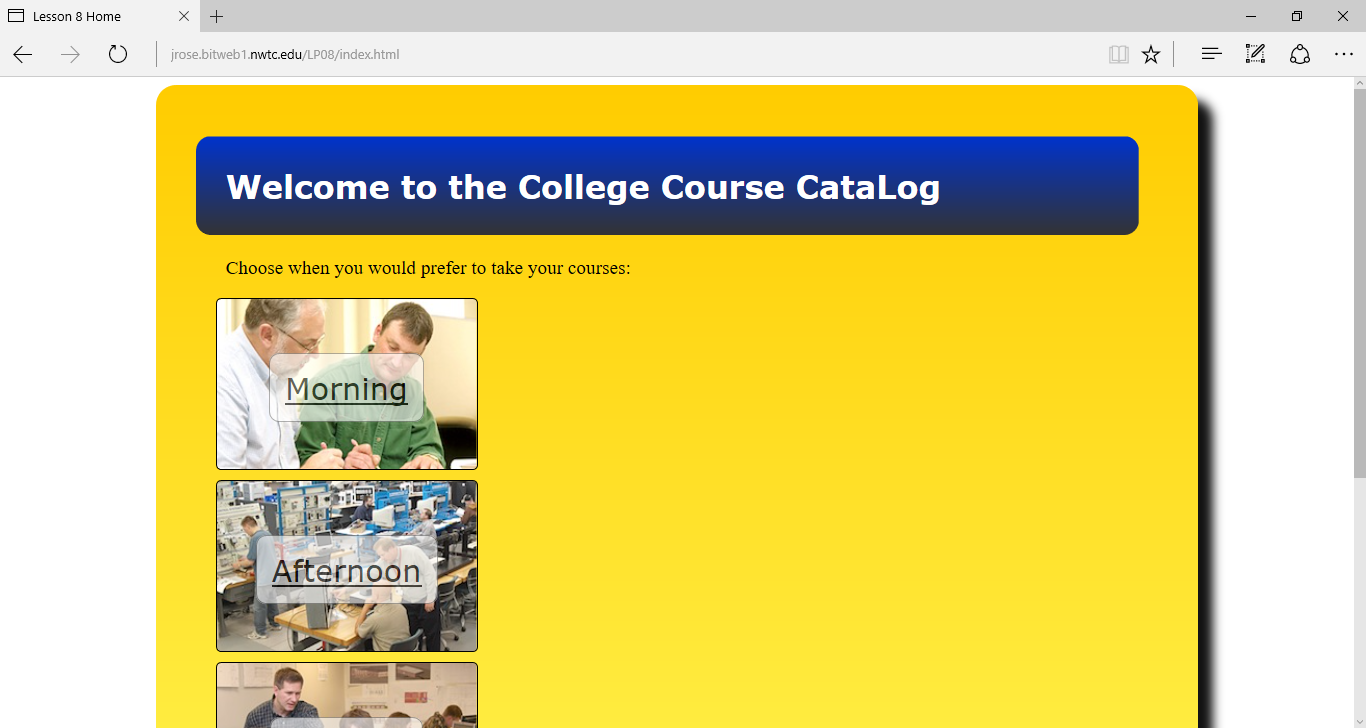 Lesson 8 Home
jrose.bitweb1.nwtc.edu/LP08/index.html
Welcome to the College Course CataLog
Choose when you would prefer to take your courses:
Morning
Afternoon